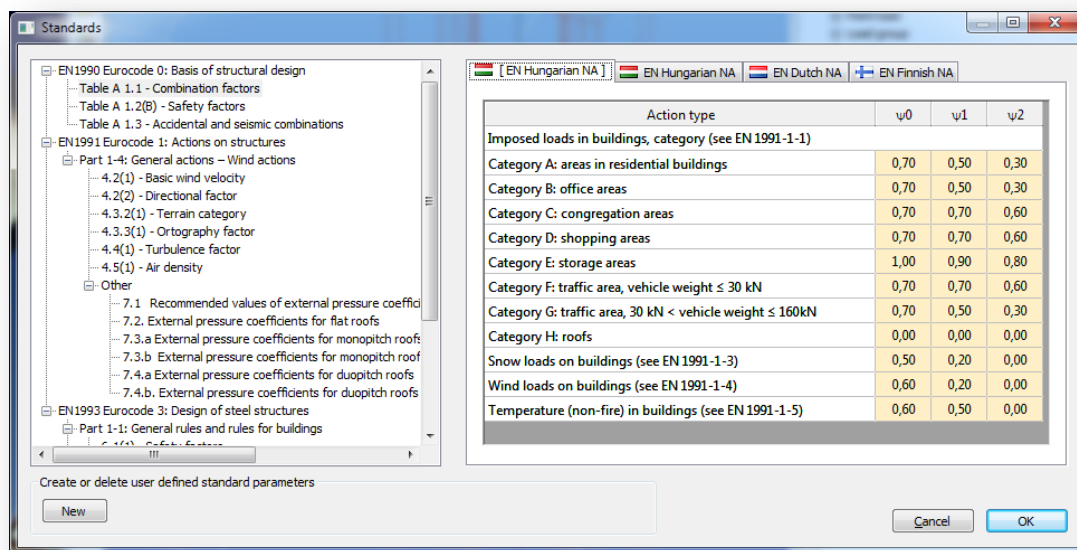 Standards
EN1990 Eurocode 0: Basis of structural design
Table A 1.1 - Combination factors
Table A 1.2(B) - Safety factors
Table A 1.3 - Accidental and seismic combinations
EN1991 Eurocode 1: Actions on structures
Part 1-4: General actions – Wind actions
4.2(1) - Basic wind velocity
4.2(2) - Directional factor
4.3.2(1) - Terrain category
4.3.3(1) - Ortography factor
4.4(1) - Turbulence factor
4.5(1) - Air density
Other
7.1 Recommended values of external pressure coeffici
7.2. External pressure coefficients for flat roofs
7.3.a External pressure coefficients for monopitch roofs
7.3.b External pressure coefficients for monopitch roof
7.4.a External pressure coefficients for duopitch roofs
7.4.b. External pressure coefficients for duopitch roofs
EN1993 Eurocode 3: Design of steel structures
Part 1-1: General rules and rules for buildings
[ EN Hungarian NA ] EN Hungarian NA EN Dutch NA EN Finnish NA
Action type ψ0 ψ1 ψ2
Imposed loads in buildings, category (see EN 1991-1-1)
Category A: areas in residential buildings 0,70 0,50 0,30
Category B: office areas 0,70 0,50 0,30
Category C: congregation areas 0,70 0,70 0,60
Category D: shopping areas 0,70 0,70 0,60
Category E: storage areas 1,00 0,90 0,80
Category F: traffic area, vehicle weight ≤ 30 kN 0,70 0,70 0,60
Category G: traffic area, 30 kN < vehicle weight ≤ 160kN 0,70 0,50 0,30
Category H: roofs 0,00 0,00 0,00
Snow loads on buildings (see EN 1991-1-3) 0,50 0,20 0,00
Wind loads on buildings (see EN 1991-1-4) 0,60 0,20 0,00
Temperature (non-fire) in buildings (see EN 1991-1-5) 0,60 0,50 0,00
Create or delete user defined standard parameters
New
Cancel OK